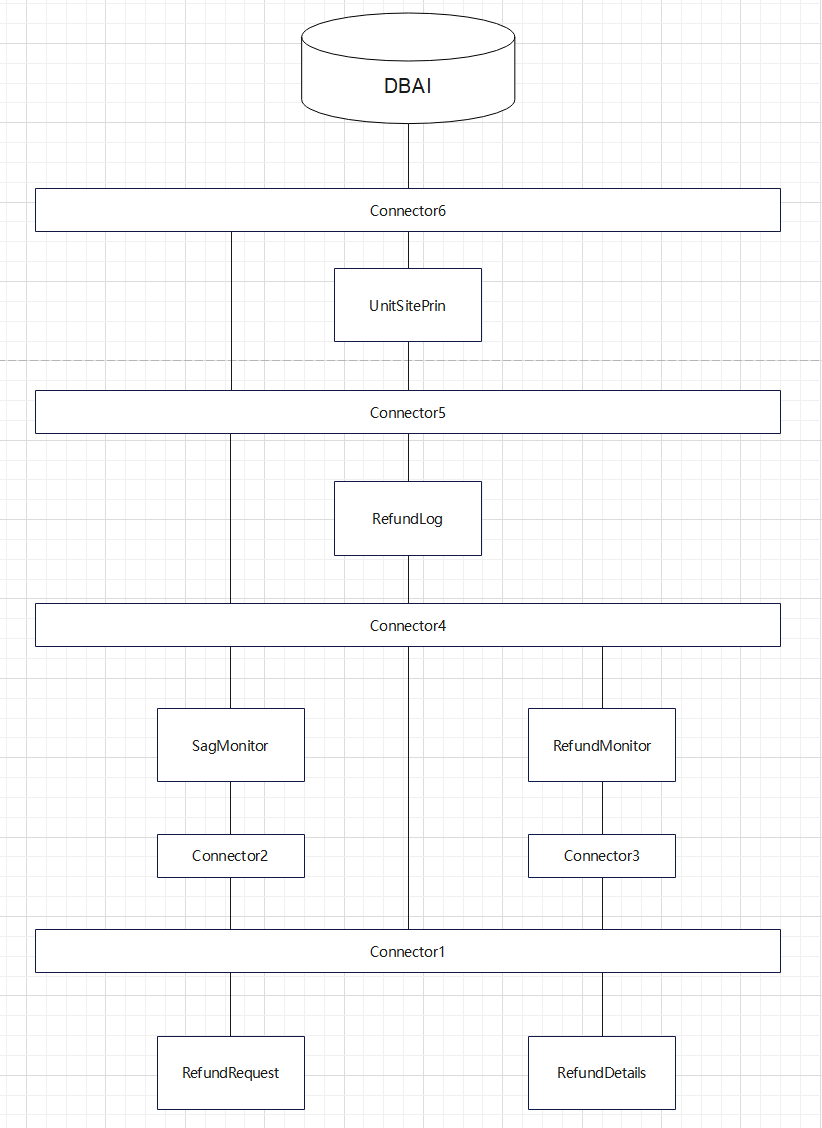 DBAI
Connector6
UnitSitePrin
Connector5
RefundLog
Connector4
SagMonitor
RefundMonitor
Connector2
Connector3
Connector1
RefundRequest
RefundDetails